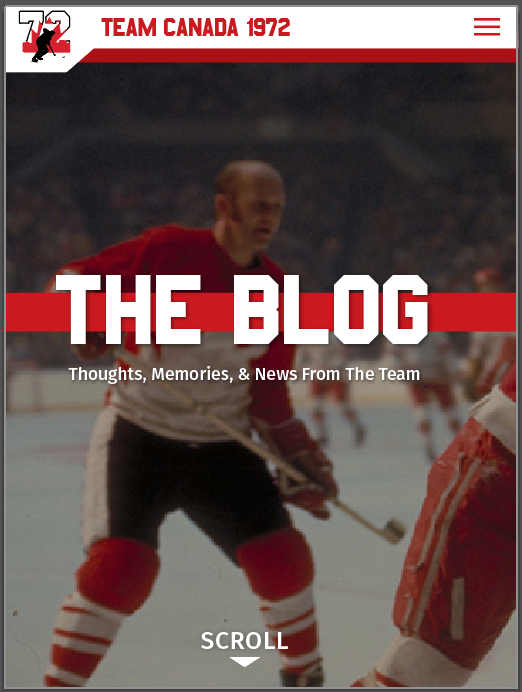 72
TEAM CANADA 1972
THE BLOG
Thoughts, Memories, & News From The Team
SCROLL